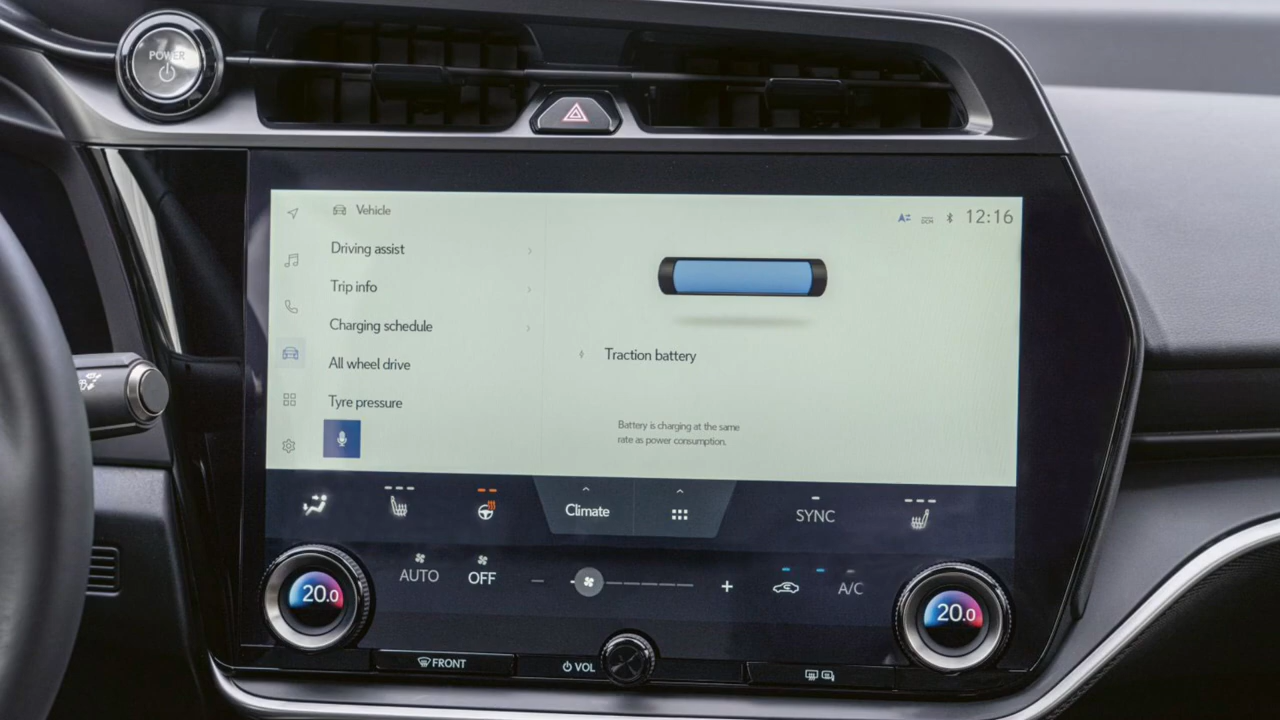 POWER
Vehicle
12:16
Driving assist
Trip info
Charging schedule
Traction battery
All wheel drive
Tyre pressure
Battery is charging at the same
rate as power consumption.
Climate
SYNC
AUTO
OFF
A/C
20.0
20.0
FRONT
VOL